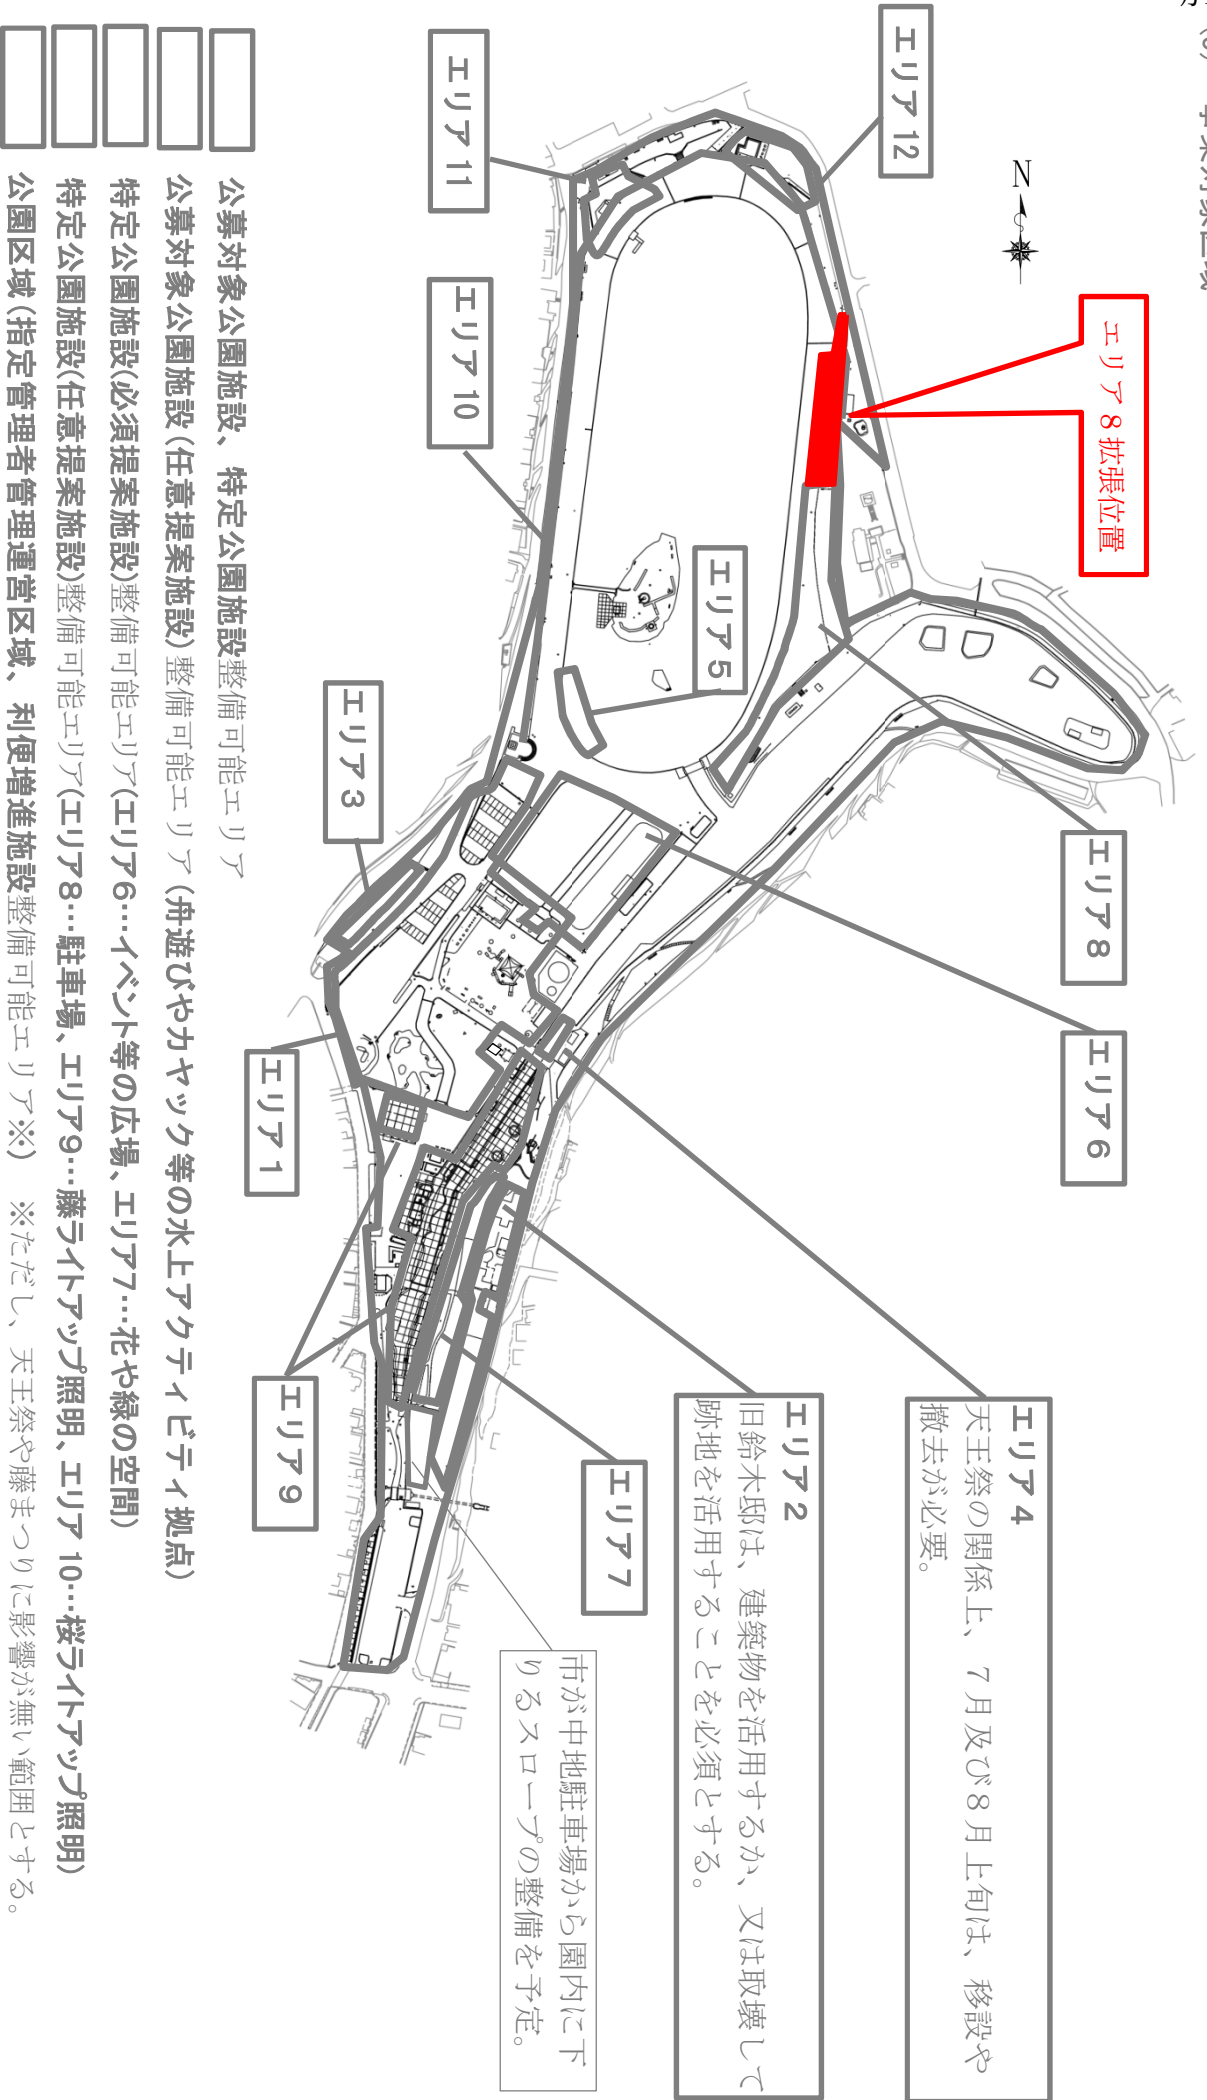 事業対象区域
エリア12
エリア11
N
エリア８拡張位置
エリア10
エリア５
エリア３
エリア８
エリア６
エリア１
エリア４
天王祭の関係上、７月及び８月上旬は、移設や
撤去が必要。
エリア２
旧鈴木邸は、建築物を活用するか、又は取壊して
跡地を活用することを必須とする。
エリア７
エリア９
市が中地駐車場から園内に下
りるスロープの整備を予定。
公募対象公園施設、特定公園施設整備可能エリア
公募対象公園施設（任意提案施設）整備可能エリア（舟遊びやカヤック等の水上アクティビティ拠点）
特定公園施設（必須提案施設）整備可能エリア（エリア６…イベント等の広場、エリア７…花や緑の空間）
特定公園施設（任意提案施設）整備可能エリア（エリア８…駐車場、エリア９…藤ライトアップ照明、エリア10…桜ライトアップ照明）
公園区域（指定管理者管理運営区域、利便増進施設整備可能エリア※）　※ただし、天王祭や藤まつりに影響が無い範囲とする。